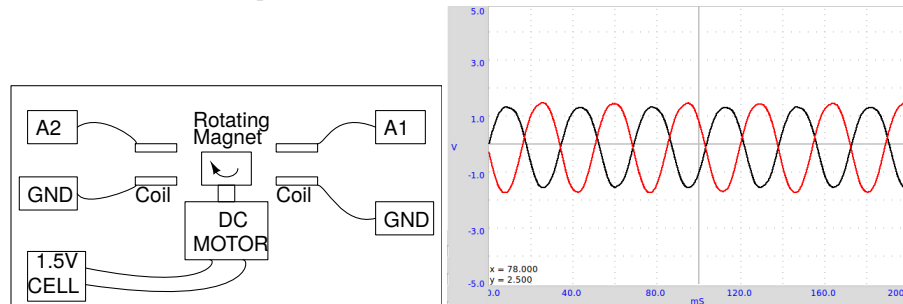 A2
Rotating
Magnet
A1
GND
Coil
Coil
GND
DC
MOTOR
1.5V
CELL
5.0
3.0
1.0
V
-1.0
-3.0
-5.0
x = 78.000
y = 2.500
0.0 40.0 80.0 120.0 160.0 200
mS